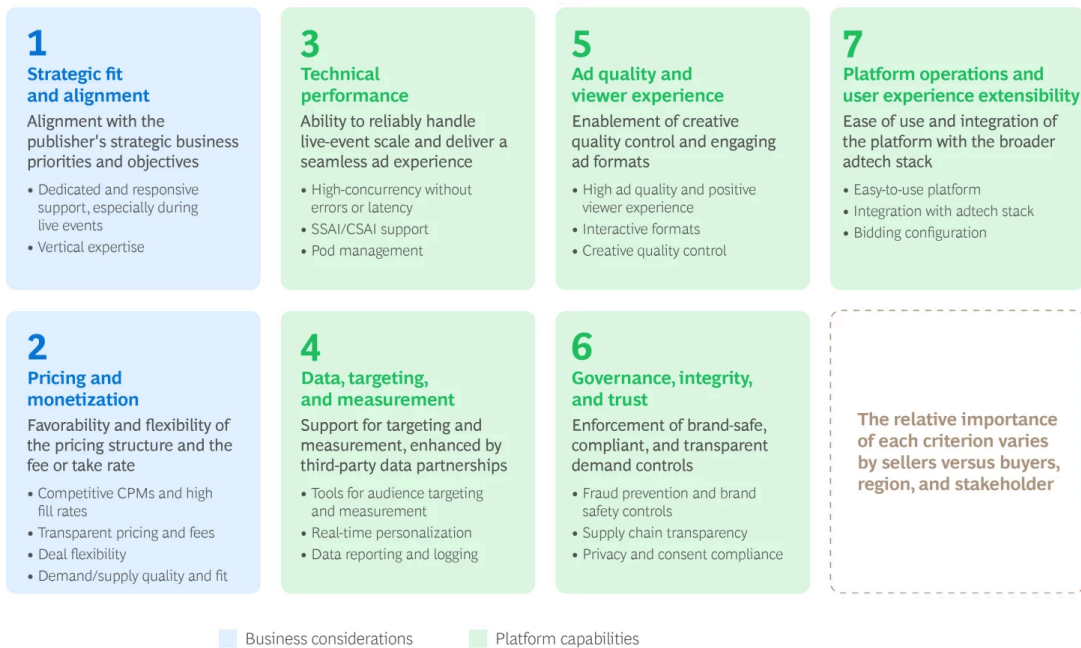 1
Strategic fit
and alignment
Alignment with the
publisher's strategic business
priorities and objectives
• Dedicated and responsive
support, especially during
live events
• Vertical expertise
2
Pricing and
monetization
Favorability and flexibility of
the pricing structure and the
fee or take rate
• Competitive CPMs and high
fill rates
• Transparent pricing and fees
• Deal flexibility
• Demand/supply quality and fit
3
Technical
performance
Ability to reliably handle
live-event scale and deliver a
seamless ad experience
• High-concurrency without
errors or latency
• SSAI/CSAI support
• Pod management
4
Data, targeting,
and measurement
Support for targeting and
measurement, enhanced by
third-party data partnerships
• Tools for audience targeting
and measurement
• Real-time personalization
• Data reporting and logging
5
Ad quality and
viewer experience
Enablement of creative
quality control and engaging
ad formats
• High ad quality and positive
viewer experience
• Interactive formats
• Creative quality control
6
Governance, integrity,
and trust
Enforcement of brand-safe,
compliant, and transparent
demand controls
• Fraud prevention and brand
safety controls
• Supply chain transparency
• Privacy and consent compliance
7
Platform operations and
user experience extensibility
Ease of use and integration of
the platform with the broader
adtech stack
• Easy-to-use platform
• Integration with adtech stack
• Bidding configuration
The relative importance
of each criterion varies
by sellers versus buyers,
region, and stakeholder
Business considerations
Platform capabilities